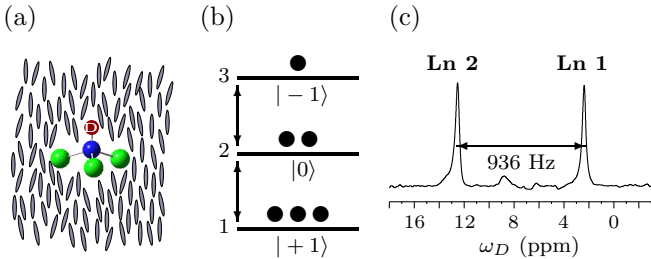 (a)
D
(b)
3
| − 1⟩
2
|0⟩
1
| + 1⟩
(c)
Ln 2 Ln 1
936 Hz
16 12 8 4 0
ω_D (ppm)